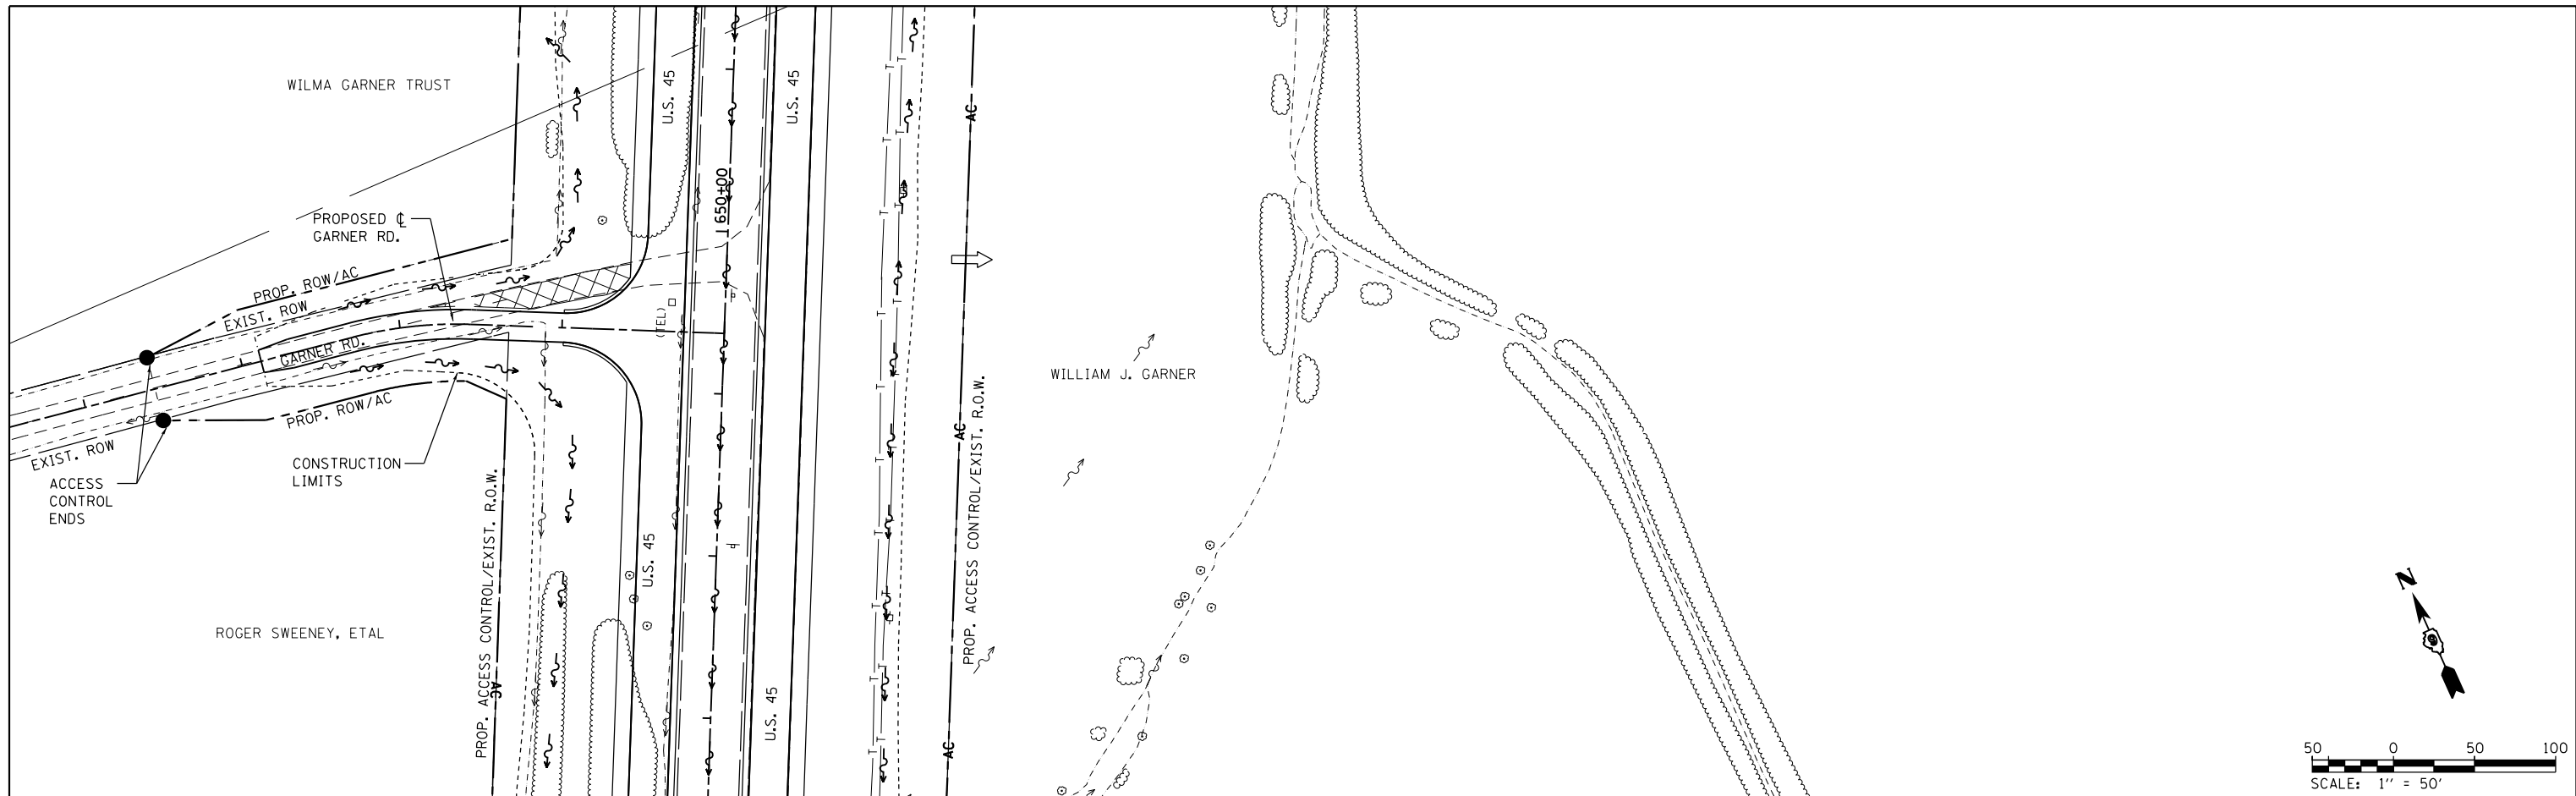 WILMA GARNER TRUST
U.S. 45
U.S. 45
AC
650+00
PROPOSED ℄
GARNER RD.
PROP. ROW/AC
EXIST. ROW
GARNER RD.
(TEL)
PROP. ROW/AC
EXIST. ROW
ACCESS
CONTROL
ENDS
CONSTRUCTION
LIMITS
WILLIAM J. GARNER
AC
PROP. ACCESS CONTROL/EXIST. R.O.W.
PROP. ACCESS CONTROL/EXIST. R.O.W.
AC
U.S. 45
ROGER SWEENEY, ETAL
U.S. 45
AC
N
50 0 50 100
SCALE: 1'' = 50'